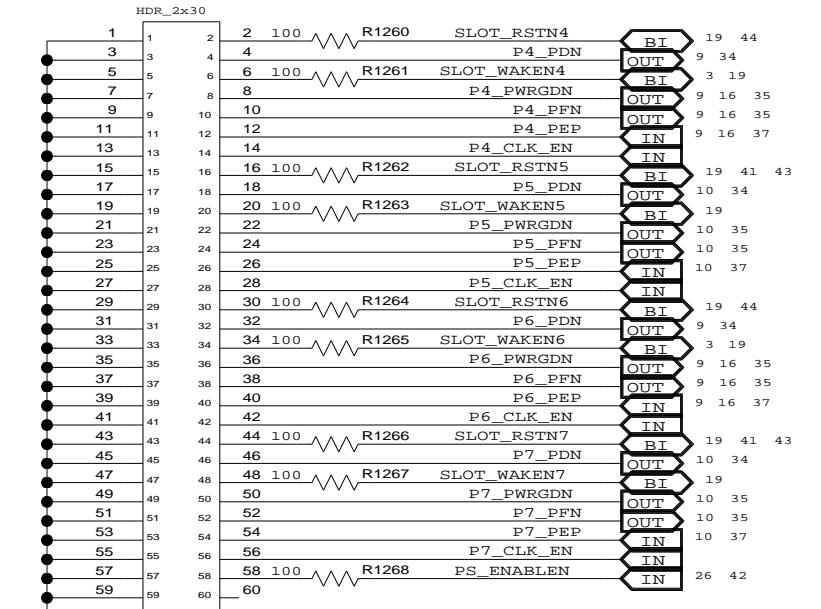 HDR_2x30
1 1 2 2 100 R1260 SLOT_RSTN4 BI 19 44
3 3 4 4 P4_PDN OUT 9 34
5 5 6 6 100 R1261 SLOT_WAKEN4 BI 3 19
7 7 8 8 P4_PWRGDN OUT 9 16 35
9 9 10 10 P4_PFN OUT 9 16 35
11 11 12 12 P4_PEP IN 9 16 37
13 13 14 14 P4_CLK_EN IN
15 15 16 16 100 R1262 SLOT_RSTN5 BI 19 41 43
17 17 18 18 P5_PDN OUT 10 34
19 19 20 20 100 R1263 SLOT_WAKEN5 BI 19
21 21 22 22 P5_PWRGDN OUT 10 35
23 23 24 24 P5_PFN OUT 10 35
25 25 26 26 P5_PEP IN 10 37
27 27 28 28 P5_CLK_EN IN
29 29 30 30 100 R1264 SLOT_RSTN6 BI 19 44
31 31 32 32 P6_PDN OUT 9 34
33 33 34 34 100 R1265 SLOT_WAKEN6 BI 3 19
35 35 36 36 P6_PWRGDN OUT 9 16 35
37 37 38 38 P6_PFN OUT 9 16 35
39 39 40 40 P6_PEP IN 9 16 37
41 41 42 42 P6_CLK_EN IN
43 43 44 44 100 R1266 SLOT_RSTN7 BI 19 41 43
45 45 46 46 P7_PDN OUT 10 34
47 47 48 48 100 R1267 SLOT_WAKEN7 BI 19
49 49 50 50 P7_PWRGDN OUT 10 35
51 51 52 52 P7_PFN OUT 10 35
53 53 54 54 P7_PEP IN 10 37
55 55 56 56 P7_CLK_EN IN
57 57 58 58 100 R1268 PS_ENABLEN IN 26 42
59 59 60 60